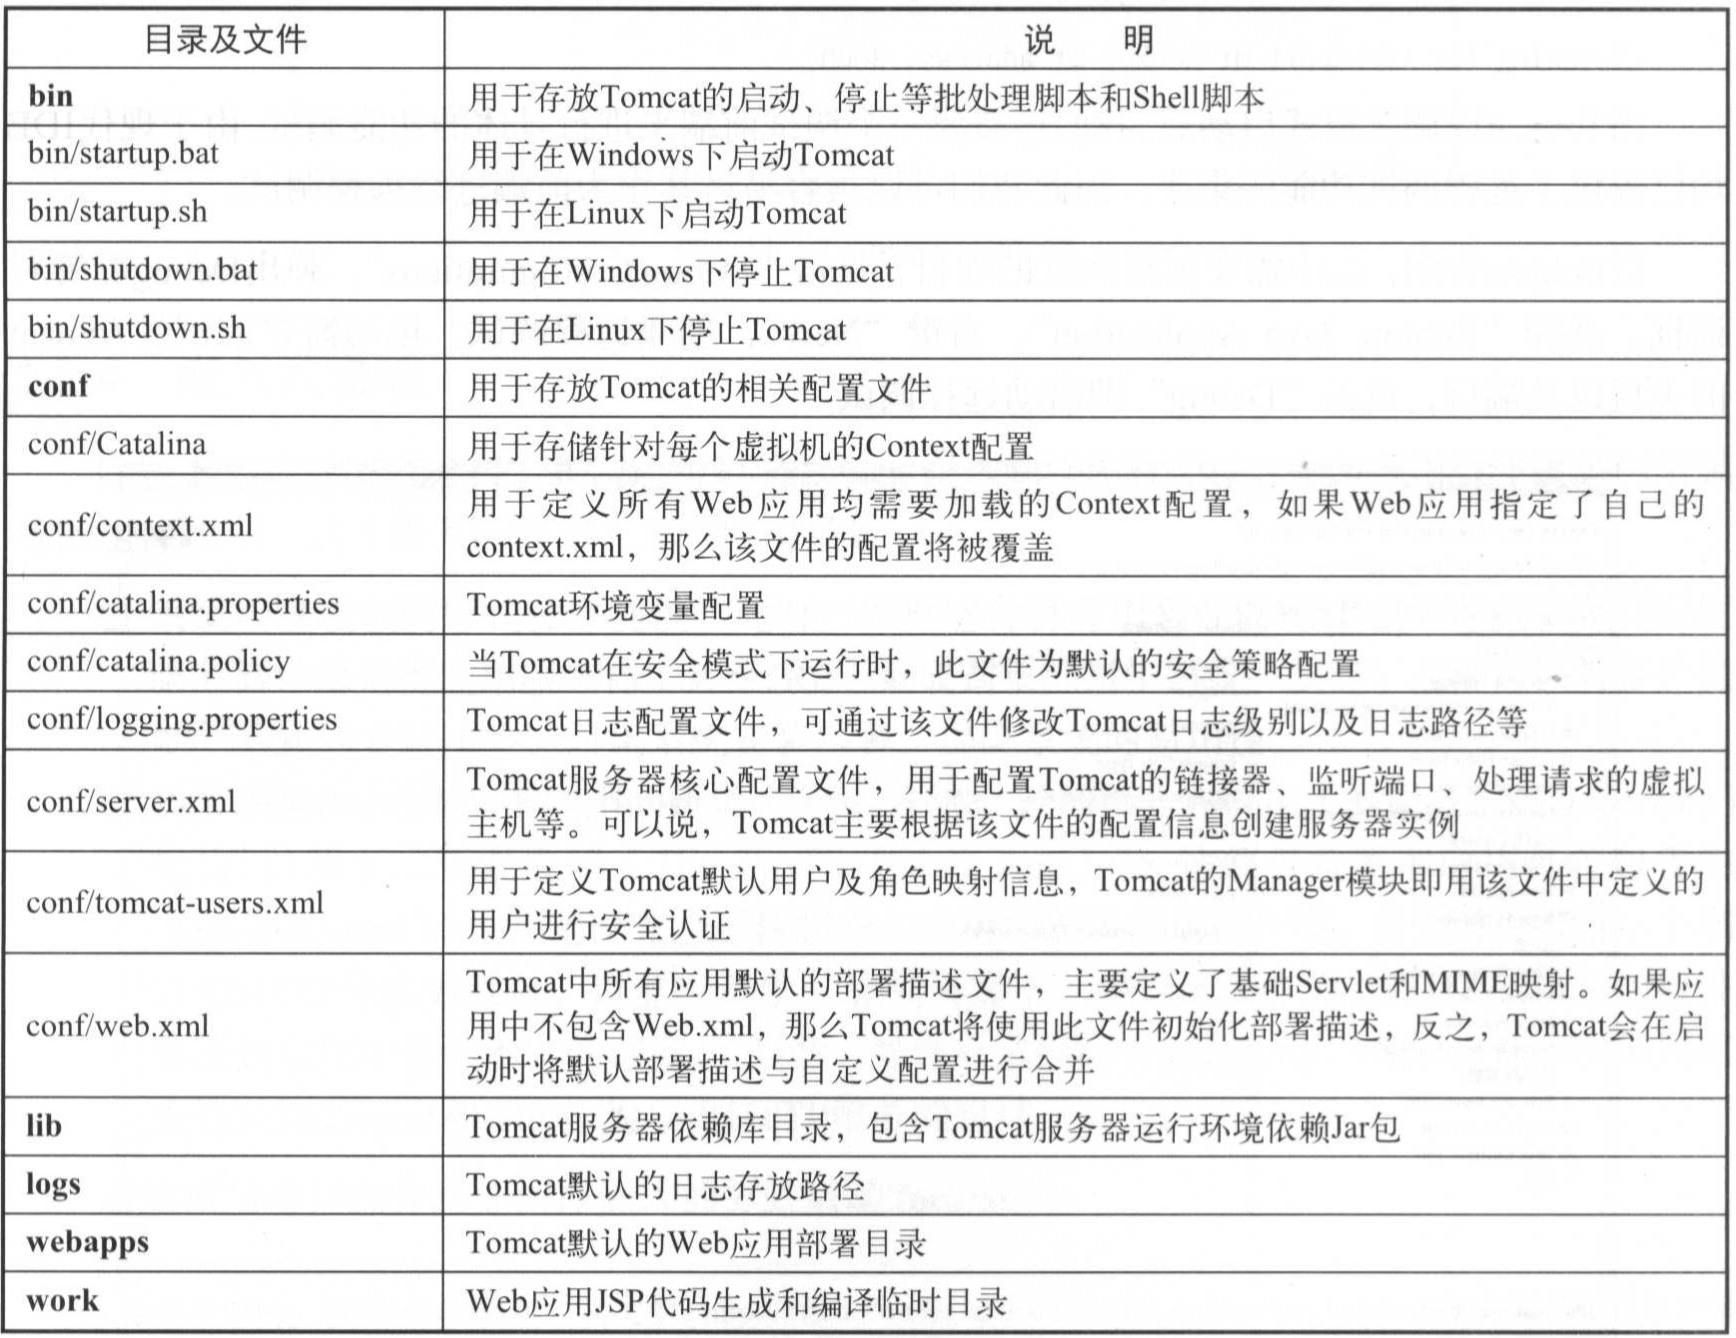 目录及文件
说 明
bin
用于存放Tomcat的启动、停止等批处理脚本和Shell脚本
bin/startup.bat
用于在Windows下启动Tomcat
bin/startup.sh
用于在Linux下启动Tomcat
bin/shutdown.bat
用于在Windows下停止Tomcat
bin/shutdown.sh
用于在Linux下停止Tomcat
conf
用于存放Tomcat的相关配置文件
conf/Catalina
用于存储针对每个虚拟机的Context配置
conf/context.xml
用于定义所有Web应用均需要加载的Context配置，如果Web应用指定了自己的
context.xml，那么该文件的配置将被覆盖
conf/catalina.properties
Tomcat环境变量配置
conf/catalina.policy
当Tomcat在安全模式下运行时，此文件为默认的安全策略配置
conf/logging.properties
Tomcat日志配置文件，可通过该文件修改Tomcat日志级别以及日志路径等
conf/server.xml
Tomcat服务器核心配置文件，用于配置Tomcat的链接器、监听端口、处理请求的虚拟
主机等。可以说，Tomcat主要根据该文件的配置信息创建服务器实例
conf/tomcat-users.xml
用于定义Tomcat默认用户及角色映射信息，Tomcat的Manager模块即用该文件中定义的
用户进行安全认证
conf/web.xml
Tomcat中所有应用默认的部署描述文件，主要定义了基础Servlet和MIME映射。如果应
用中不包含Web.xml，那么Tomcat将使用此文件初始化部署描述，反之，Tomcat会在启
动时将默认部署描述与自定义配置进行合并
lib
Tomcat服务器依赖库目录，包含Tomcat服务器运行环境依赖Jar包
logs
Tomcat默认的日志存放路径
webapps
Tomcat默认的Web应用部署目录
work
Web应用JSP代码生成和编译临时目录